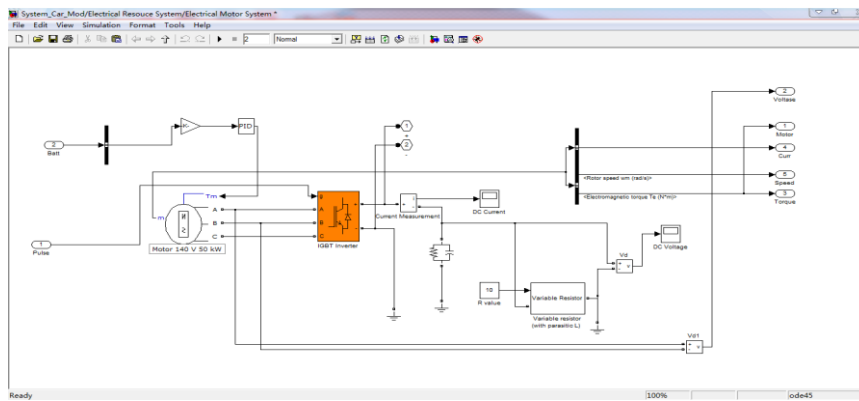 System_Car_Mod/Electrical Resouce System/Electrical Motor System *
File Edit View Simulation Format Tools Help
2
Normal
2
Voltase
1
Motor
4
Curr
5
Speed
3
Torque
<Rotor speed wm (rad/s)>
<Electromagnetic torque Te (N*m)>
2
Batt
K-
PID
1
+
2
-
Tm
m
A
B
C
N
S
Motor 140 V 50 kW
1
Pulse
g
A
B
C
+
-
IGBT Inverter
+
-
i
Current Measurement
DC Current
10
R value
Variable Resistor
Variable resistor
(with parasitic L)
Vd
+
-
v
DC Voltage
Vd1
+
-
v
Ready
100%
ode45